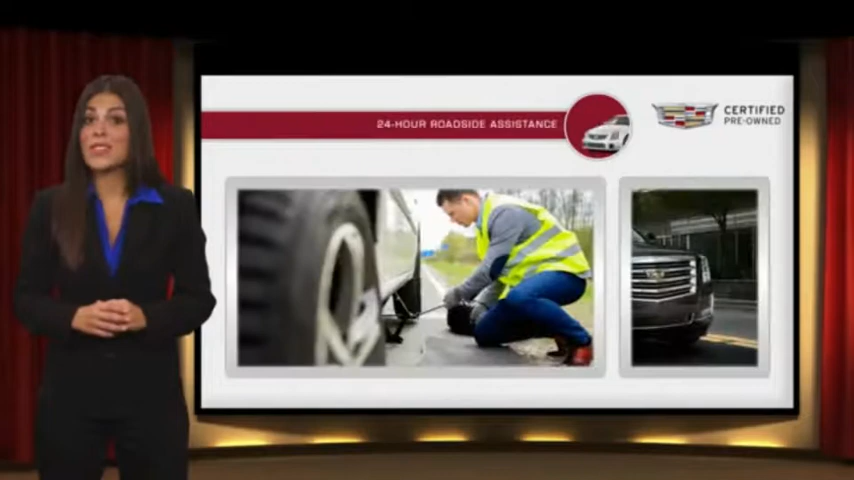 24-HOUR ROADSIDE ASSISTANCE
CERTIFIED
PRE-OWNED